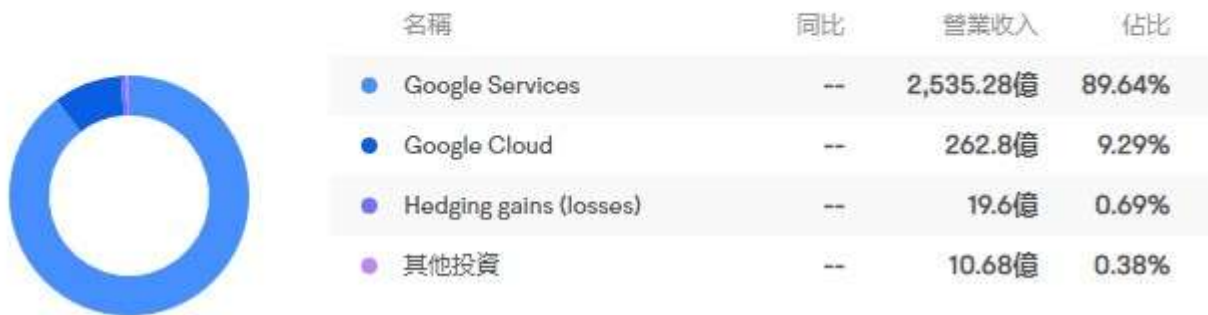 名稱 同比 營業收入 佔比
Google Services -- 2,535.28億 89.64%
Google Cloud -- 262.8億 9.29%
Hedging gains (losses) -- 19.6億 0.69%
其他投資 -- 10.68億 0.38%